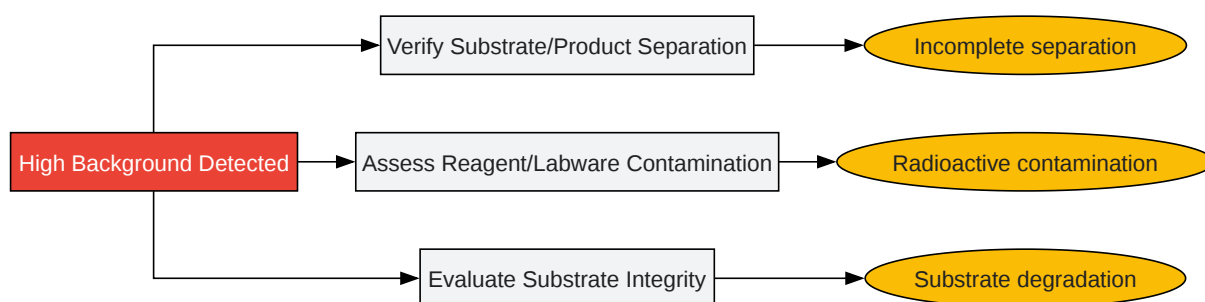 Verify Substrate/Product Separation
Incomplete separation
High Background Detected
Assess Reagent/Labware Contamination
Radioactive contamination
Evaluate Substrate Integrity
Substrate degradation